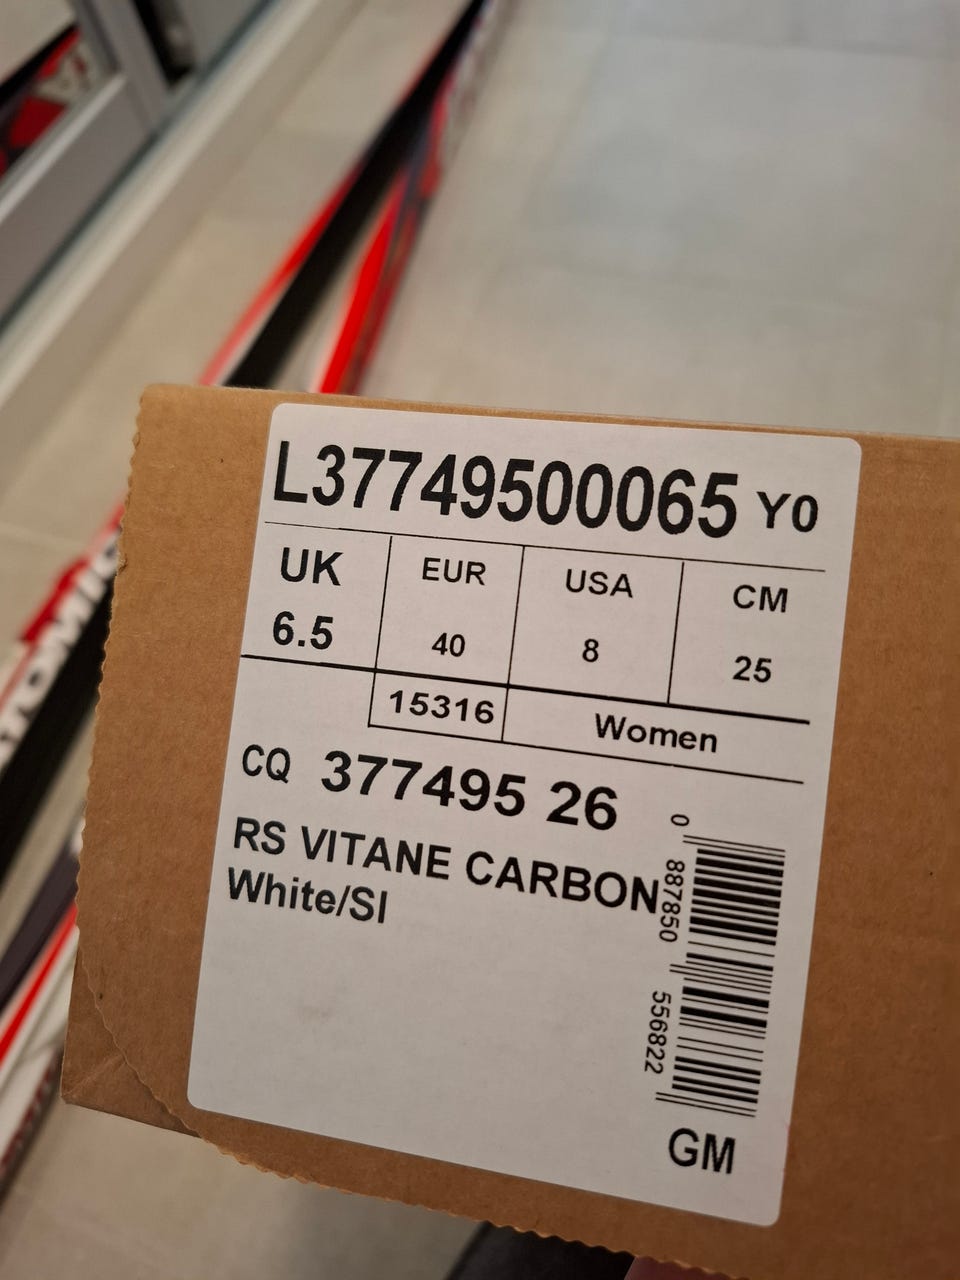 L37749500065 Y0
UK EUR USA CM
6.5 40 8 25
15316 Women
CQ 377495 26
RS VITANE CARBON
White/SI
0 887850 556822
GM